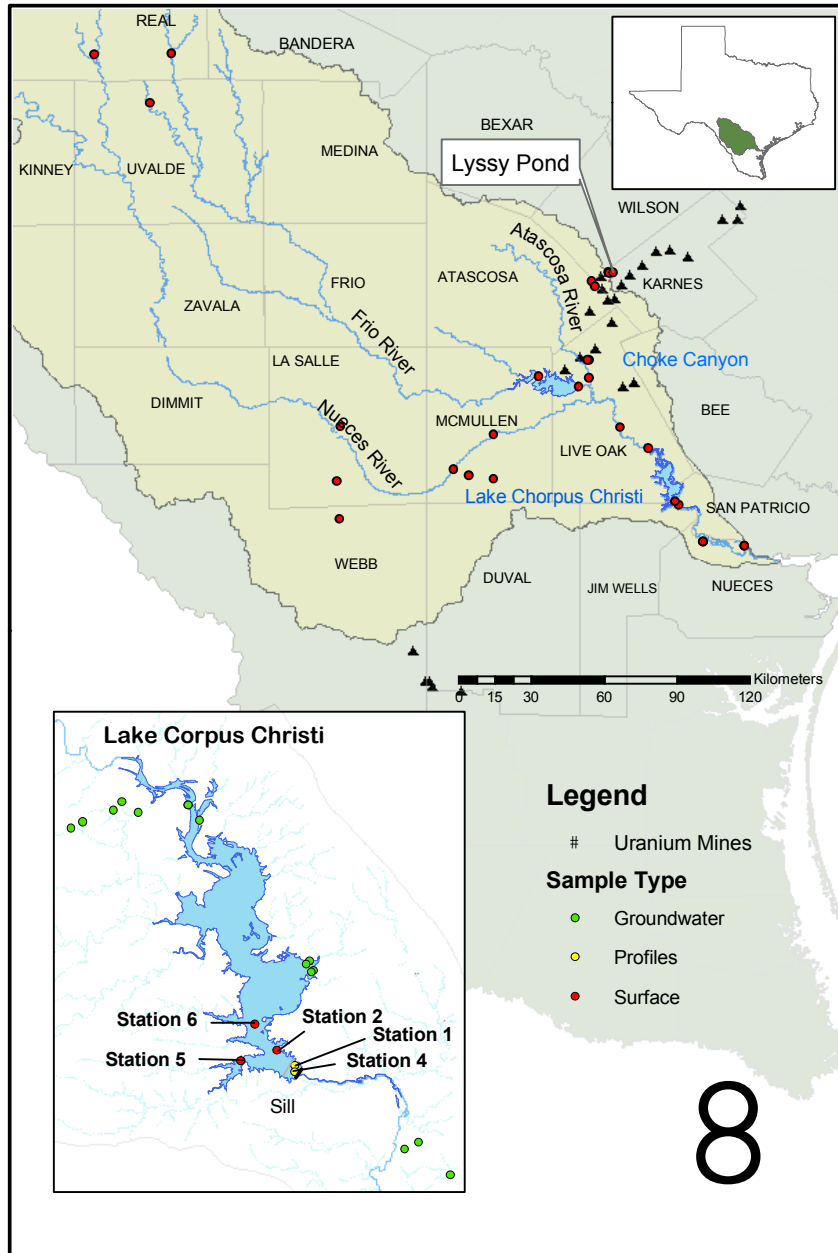 REAL
BANDERA
BEXAR
MEDINA
KINNEY
UVALDE
Lyssy Pond
WILSON
Atascosa River
ATASCOSA
KARNES
FRIO
ZAVALA
Frio River
LA SALLE
Choke Canyon
DIMMIT
Nueces River
MCMULLEN
BEE
LIVE OAK
Lake Chorpus Christi
SAN PATRICIO
WEBB
DUVAL
JIM WELLS
NUECES
Kilometers
0 15 30 60 90 120
Lake Corpus Christi
Station 6
Station 2
Station 1
Station 5
Station 4
Sill
Legend
# Uranium Mines
Sample Type
Groundwater
Profiles
Surface
8